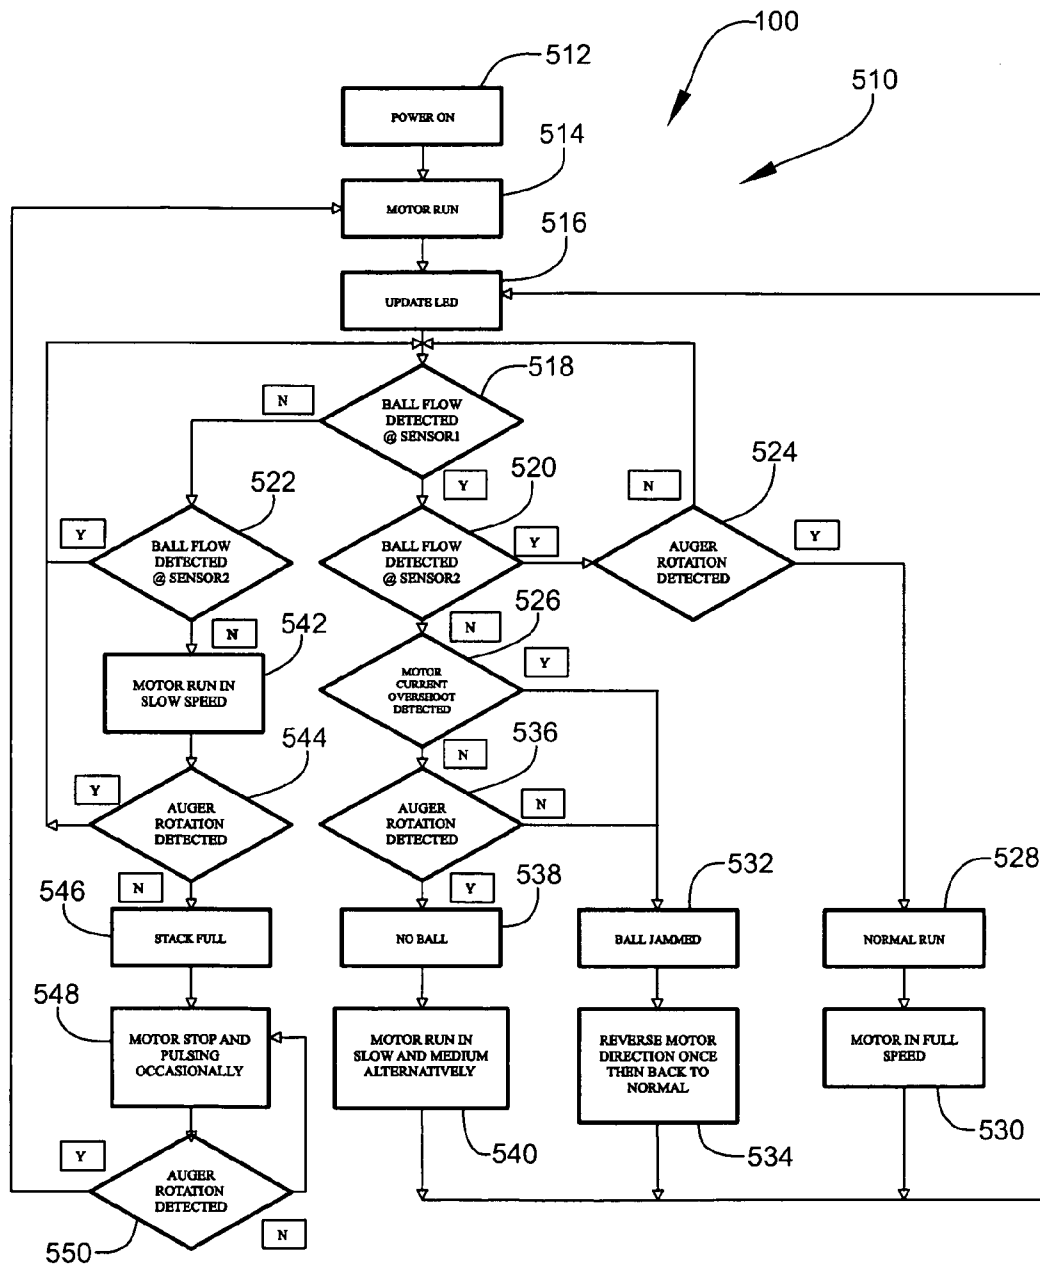 100
512
510
POWER ON
514
MOTOR RUN
516
UPDATE LED
518
N
BALL FLOW
DETECTED
@ SENSOR1
522
Y
520
N
524
Y
BALL FLOW
DETECTED
@ SENSOR2
BALL FLOW
DETECTED
@ SENSOR2
Y
AUGER
ROTATION
DETECTED
Y
N
542
N
526
Y
MOTOR RUN IN
SLOW SPEED
MOTOR
CURRENT
OVERSHOOT
DETECTED
544
N
536
Y
AUGER
ROTATION
DETECTED
AUGER
ROTATION
DETECTED
N
546
N
Y
538
532
528
STACK FULL
NO BALL
BALL JAMMED
NORMAL RUN
548
MOTOR STOP AND
PULSING
OCCASIONALLY
MOTOR RUN IN
SLOW AND MEDIUM
ALTERNATIVELY
REVERSE MOTOR
DIRECTION ONCE
THEN BACK TO
NORMAL
MOTOR IN FULL
SPEED
Y
540
534
530
AUGER
ROTATION
DETECTED
550
N